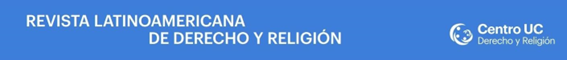 REVISTA LATINOAMERICANA
DE DERECHO Y RELIGIÓN
Centro UC
Derecho y Religión